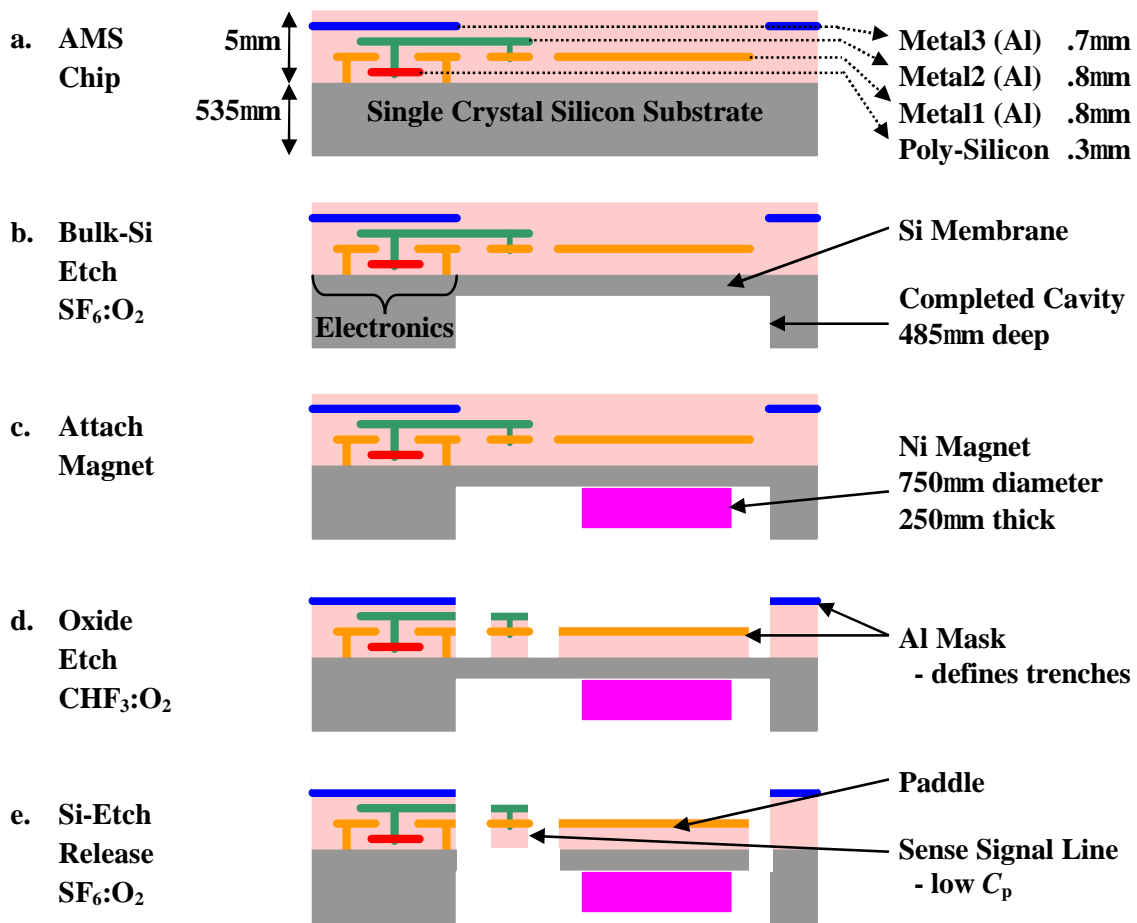 a. AMS
Chip
5mm
535mm
Single Crystal Silicon Substrate
Metal3 (Al) .7mm
Metal2 (Al) .8mm
Metal1 (Al) .8mm
Poly-Silicon .3mm
b. Bulk-Si
Etch
SF6:O2
Electronics
Si Membrane
Completed Cavity
485mm deep
c. Attach
Magnet
Ni Magnet
750mm diameter
250mm thick
d. Oxide
Etch
CHF3:O2
Al Mask
- defines trenches
e. Si-Etch
Release
SF6:O2
Paddle
Sense Signal Line
- low Cp